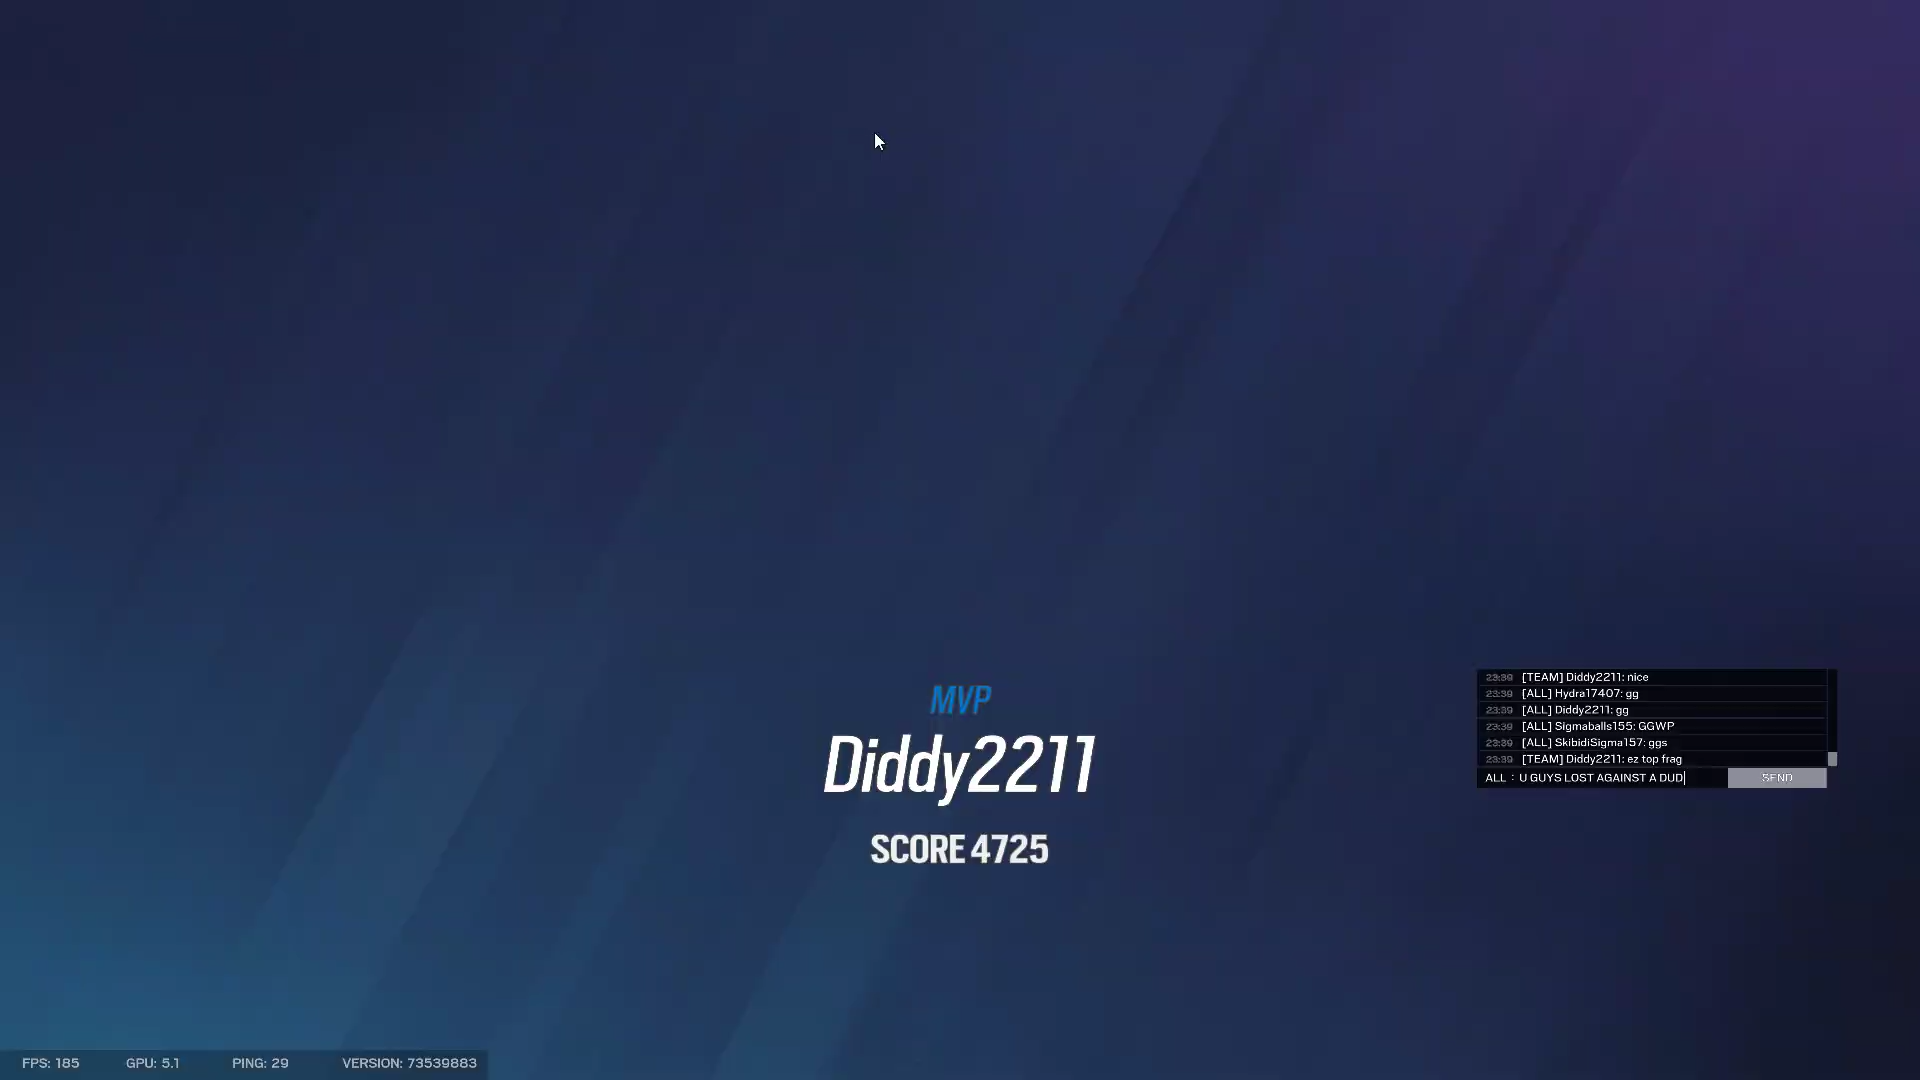 MVP
Diddy2211
SCORE 4725
23:39 [TEAM] Diddy2211: nice
23:39 [ALL] Hydra17407: gg
23:39 [ALL] Diddy2211: gg
23:39 [ALL] Sigmaballs155: GGWP
23:39 [ALL] SkibidiSigma157: ggs
23:39 [TEAM] Diddy2211: ez top frag
ALL : U GUYS LOST AGAINST A DUD SEND
FPS: 185 GPU: 5.1 PING: 29 VERSION: 73539883